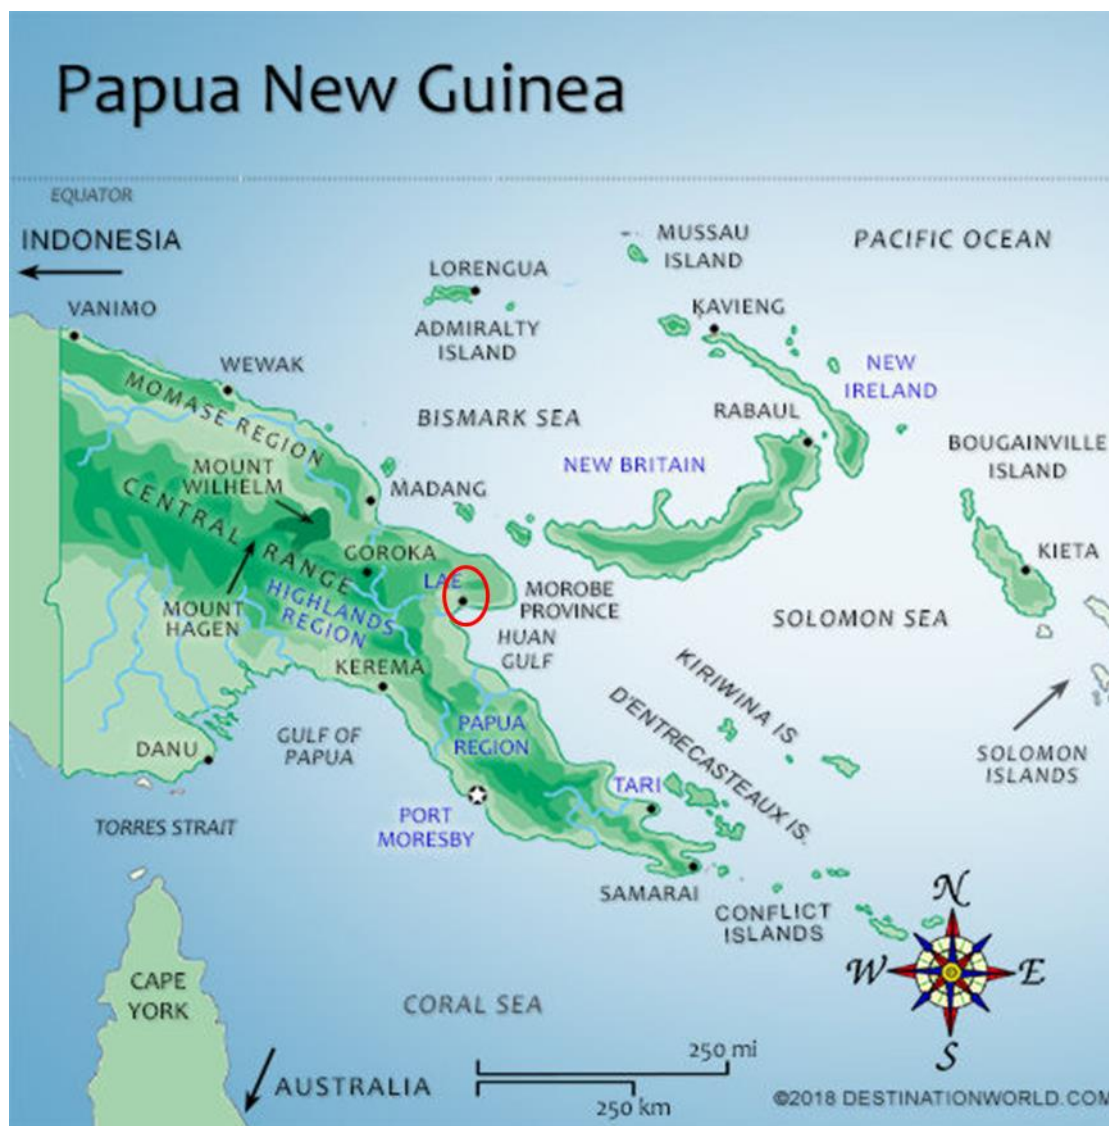 Papua New Guinea
EQUATOR
INDONESIA
MUSSAU
ISLAND
PACIFIC OCEAN
LORENGUA
VANIMO
KAVIENG
ADMIRALTY
ISLAND
WEWAK
NEW
IRELAND
MOMASE REGION
BISMARK SEA
RABAUL
BOUGAINVILLE
ISLAND
MOUNT
WILHELM
NEW BRITAIN
MADANG
CENTRAL RANGE
GOROKA
KIETA
LAE
MOROBE
PROVINCE
HIGHLANDS
REGION
MOUNT
HAGEN
SOLOMON SEA
HUAN
GULF
KEREMA
KIRIWINA IS.
D'ENTRECASTEAUX IS.
PAPUA
REGION
GULF OF
PAPUA
DANU
SOLOMON
ISLANDS
TARI
PORT
MORESBY
TORRES STRAIT
SAMARAI
CONFLICT
ISLANDS
N
W
E
S
CAPE
YORK
CORAL SEA
250 mi
AUSTRALIA
250 km
©2018 DESTINATIONWORLD.COM